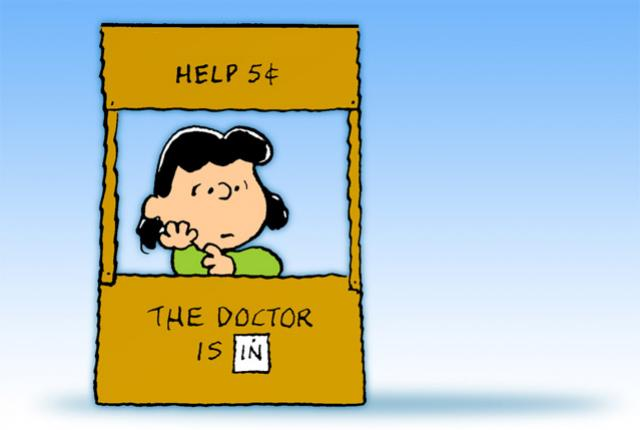 HELP 5¢
THE DOCTOR
IS IN